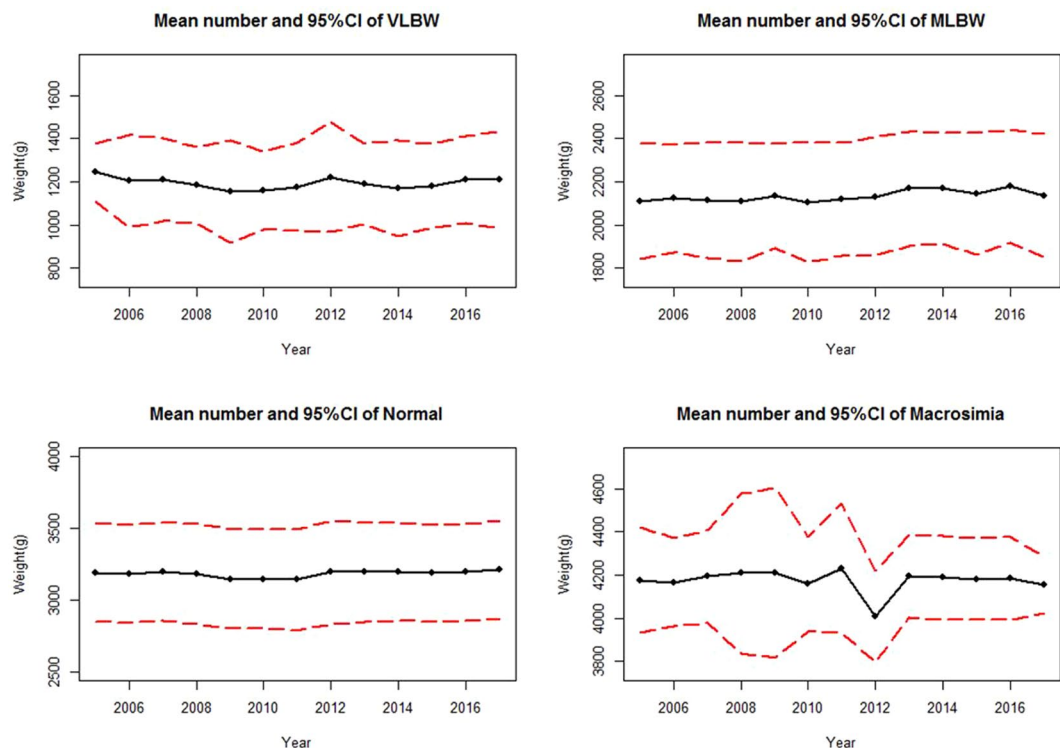 Mean number and 95%CI of VLBW
Weight(g)
800 1000 1200 1400 1600
2006 2008 2010 2012 2014 2016
Year
Mean number and 95%CI of MLBW
Weight(g)
1800 2000 2200 2400 2600
2006 2008 2010 2012 2014 2016
Year
Mean number and 95%CI of Normal
Weight(g)
2500 3000 3500 4000
2006 2008 2010 2012 2014 2016
Year
Mean number and 95%CI of Macrosimia
Weight(g)
3800 4000 4200 4400 4600
2006 2008 2010 2012 2014 2016
Year